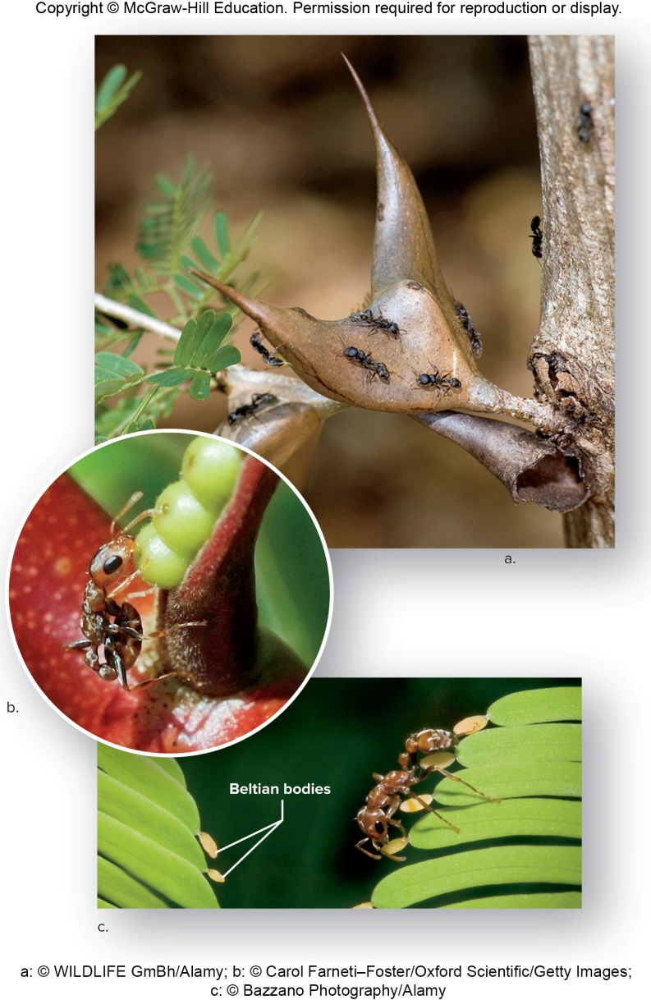 Copyright © McGraw-Hill Education. Permission required for reproduction or display.
a.
b.
Beltian bodies
c.
a: © WILDLIFE GmBh/Alamy; b: © Carol Farneti–Foster/Oxford Scientific/Getty Images;
c: © Bazzano Photography/Alamy